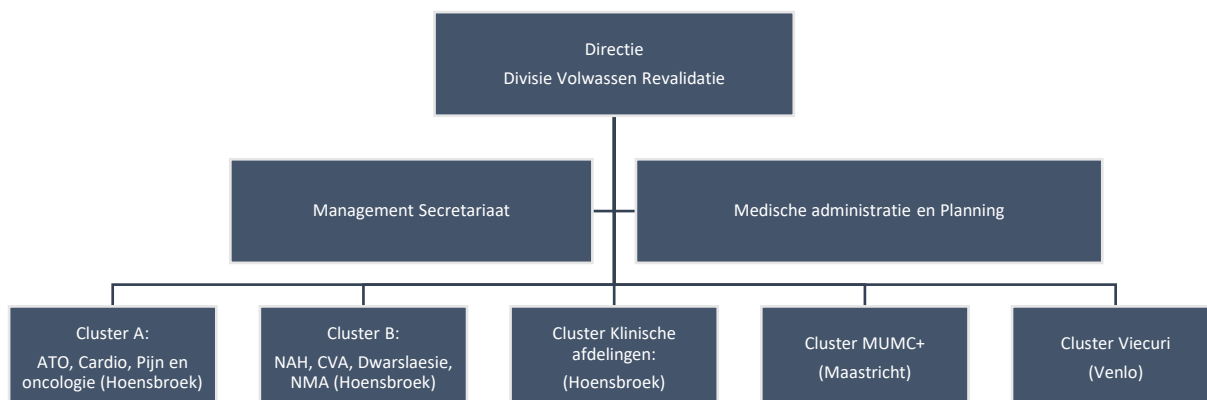 Directie
Divisie Volwassen Revalidatie
Management Secretariaat
Medische administratie en Planning
Cluster A:
ATO, Cardio, Pijn en
oncologie (Hoensbroek)
Cluster B:
NAH, CVA, Dwarslaesie,
NMA (Hoensbroek)
Cluster Klinische
afdelingen:
(Hoensbroek)
Cluster MUMC+
(Maastricht)
Cluster Viecuri
(Venlo)